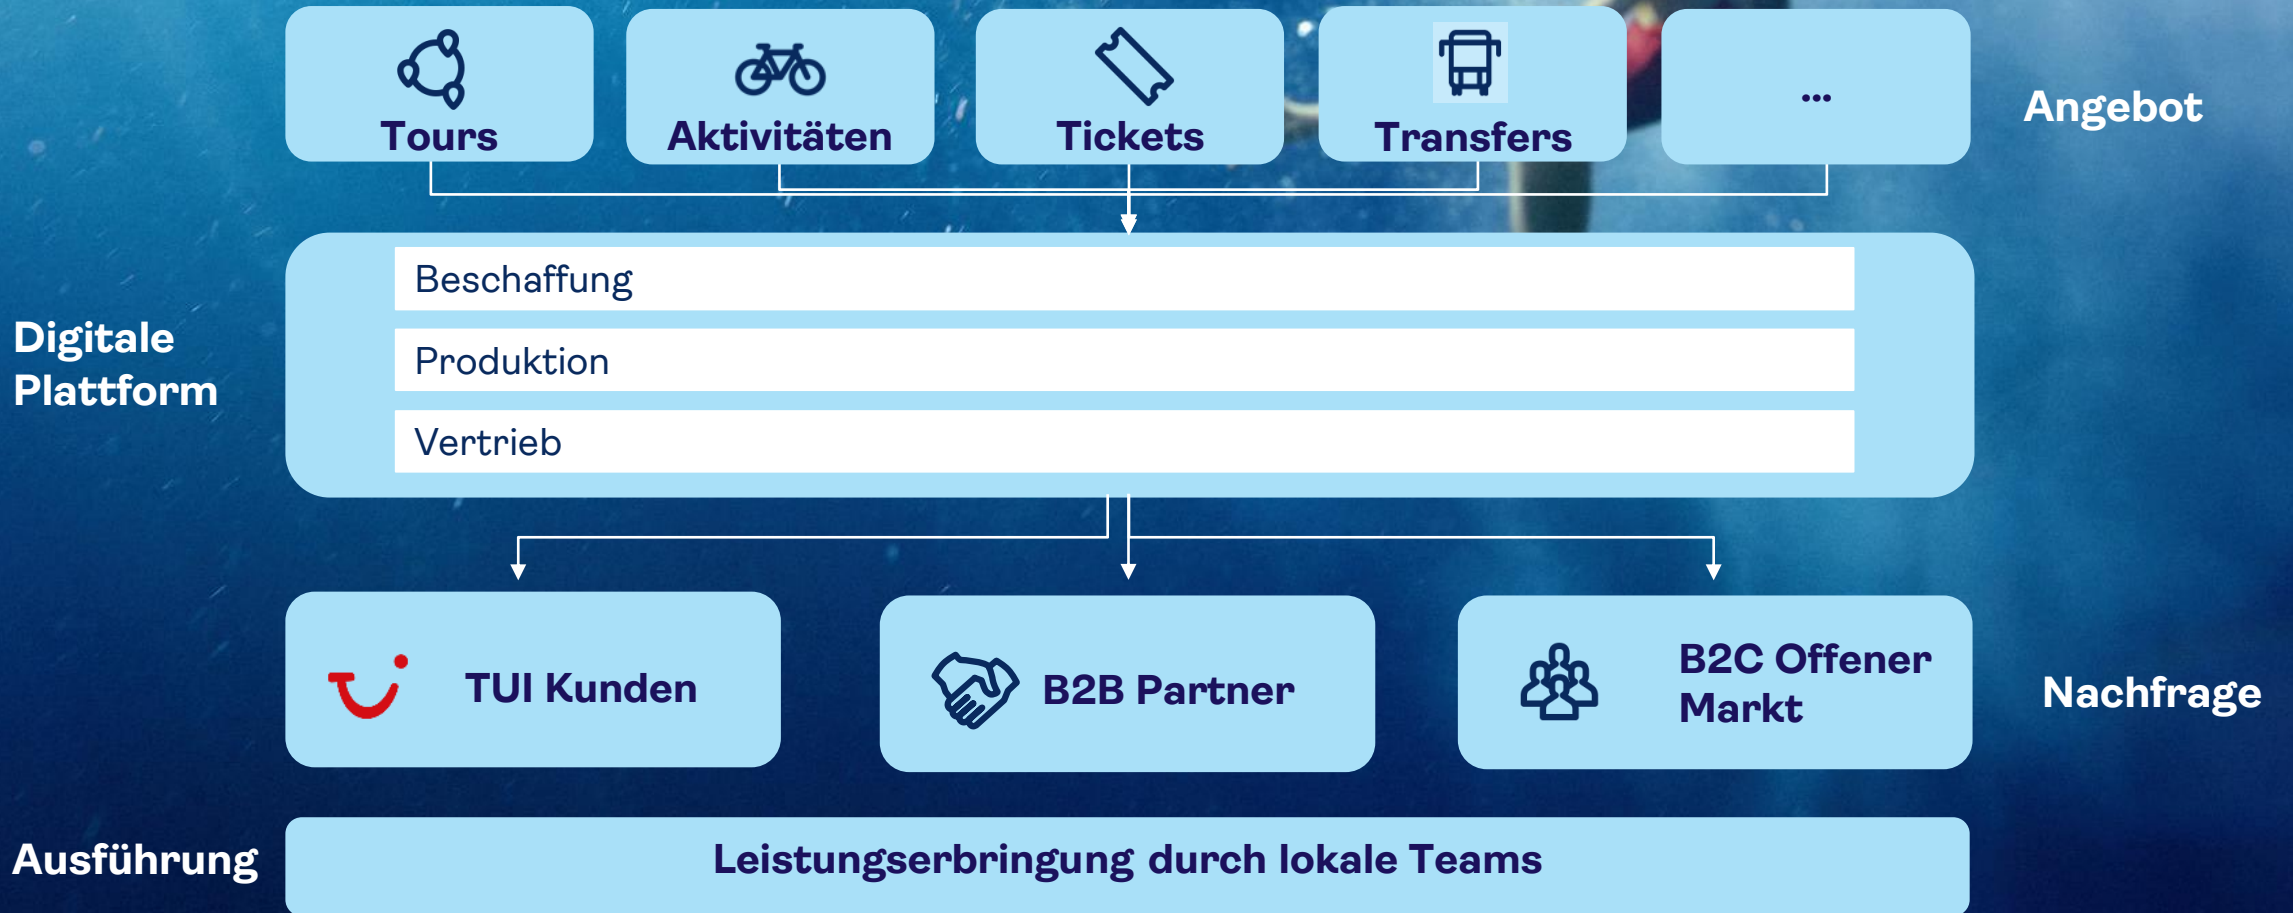 Tours
Aktivitäten
Tickets
Transfers
...
Angebot
Digitale
Plattform
Beschaffung
Produktion
Vertrieb
TUI Kunden
B2B Partner
B2C Offener
Markt
Nachfrage
Ausführung
Leistungserbringung durch lokale Teams